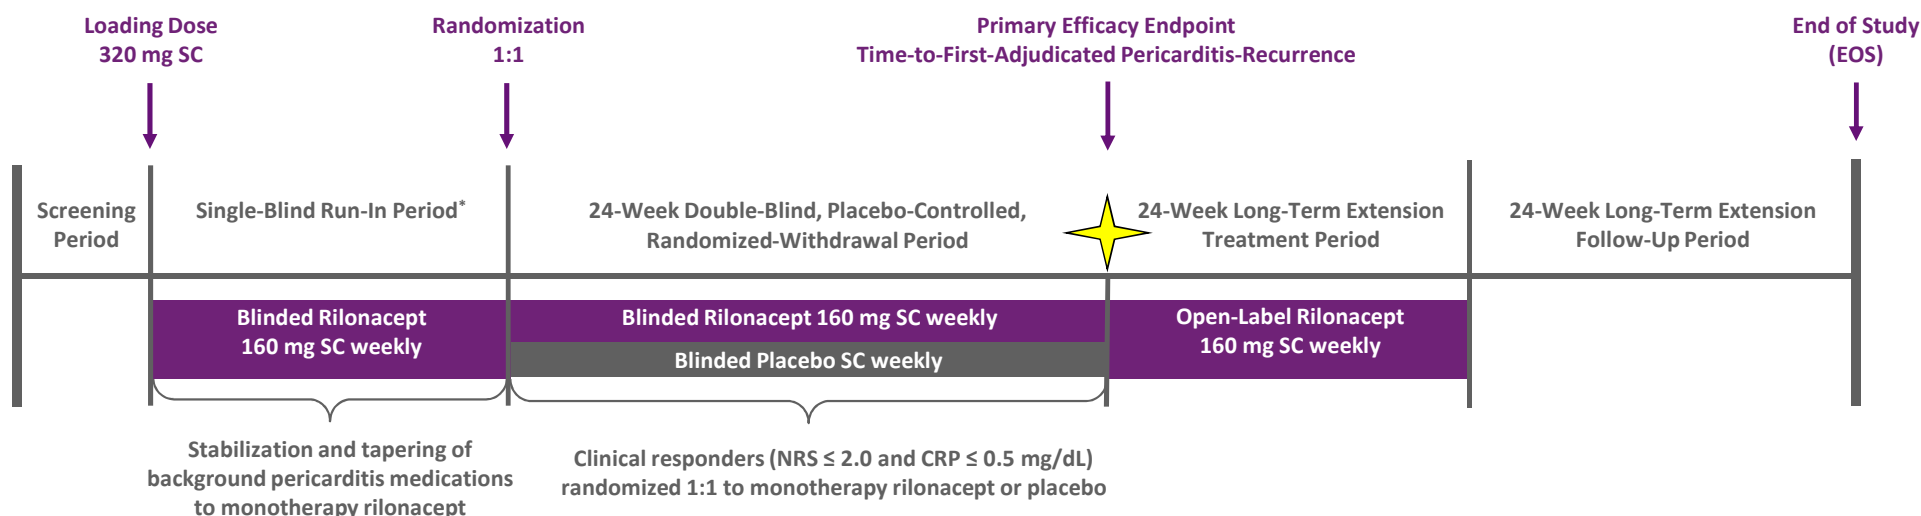 Loading Dose
320 mg SC
Randomization
1:1
Primary Efficacy Endpoint
Time-to-First-Adjudicated Pericarditis-Recurrence
End of Study
(EOS)
Screening
Period
Single-Blind Run-In Period*
24-Week Double-Blind, Placebo-Controlled,
Randomized-Withdrawal Period
24-Week Long-Term Extension
Treatment Period
24-Week Long-Term Extension
Follow-Up Period
Blinded Rilonacept
160 mg SC weekly
Blinded Rilonacept 160 mg SC weekly
Blinded Placebo SC weekly
Open-Label Rilonacept
160 mg SC weekly
Stabilization and tapering of
background pericarditis medications
to monotherapy rilonacept
Clinical responders (NRS ≤ 2.0 and CRP ≤ 0.5 mg/dL)
randomized 1:1 to monotherapy rilonacept or placebo